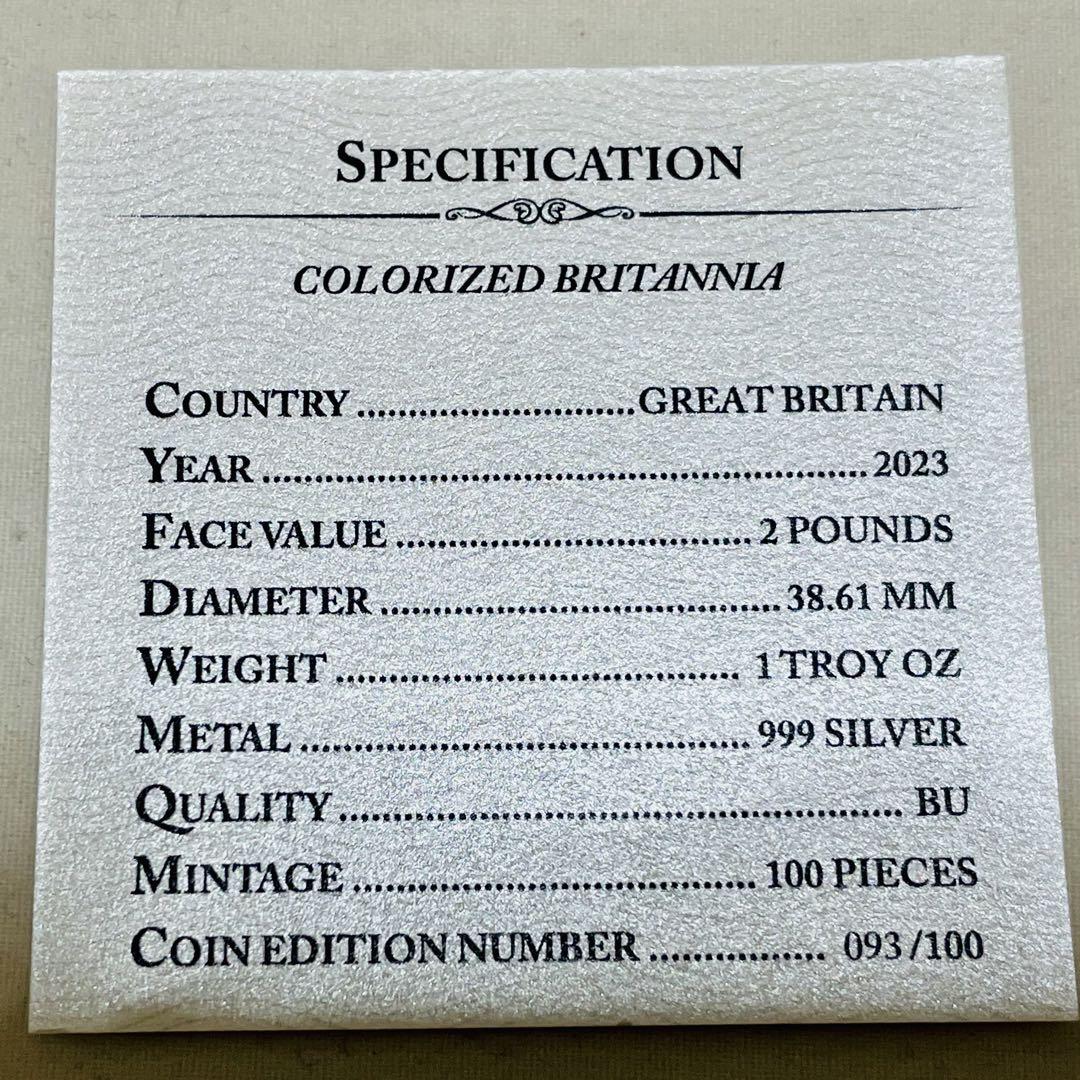 SPECIFICATION
COLORIZED BRITANNIA
COUNTRY ........................... GREAT BRITAIN
YEAR .......................................................... 2023
FACE VALUE .................................. 2 POUNDS
DIAMETER ....................................... 38.61 MM
WEIGHT ....................................... 1 TROY OZ
METAL ........................................... 999 SILVER
QUALITY ...................................................... BU
MINTAGE ....................................... 100 PIECES
COIN EDITION NUMBER ................. 093/100